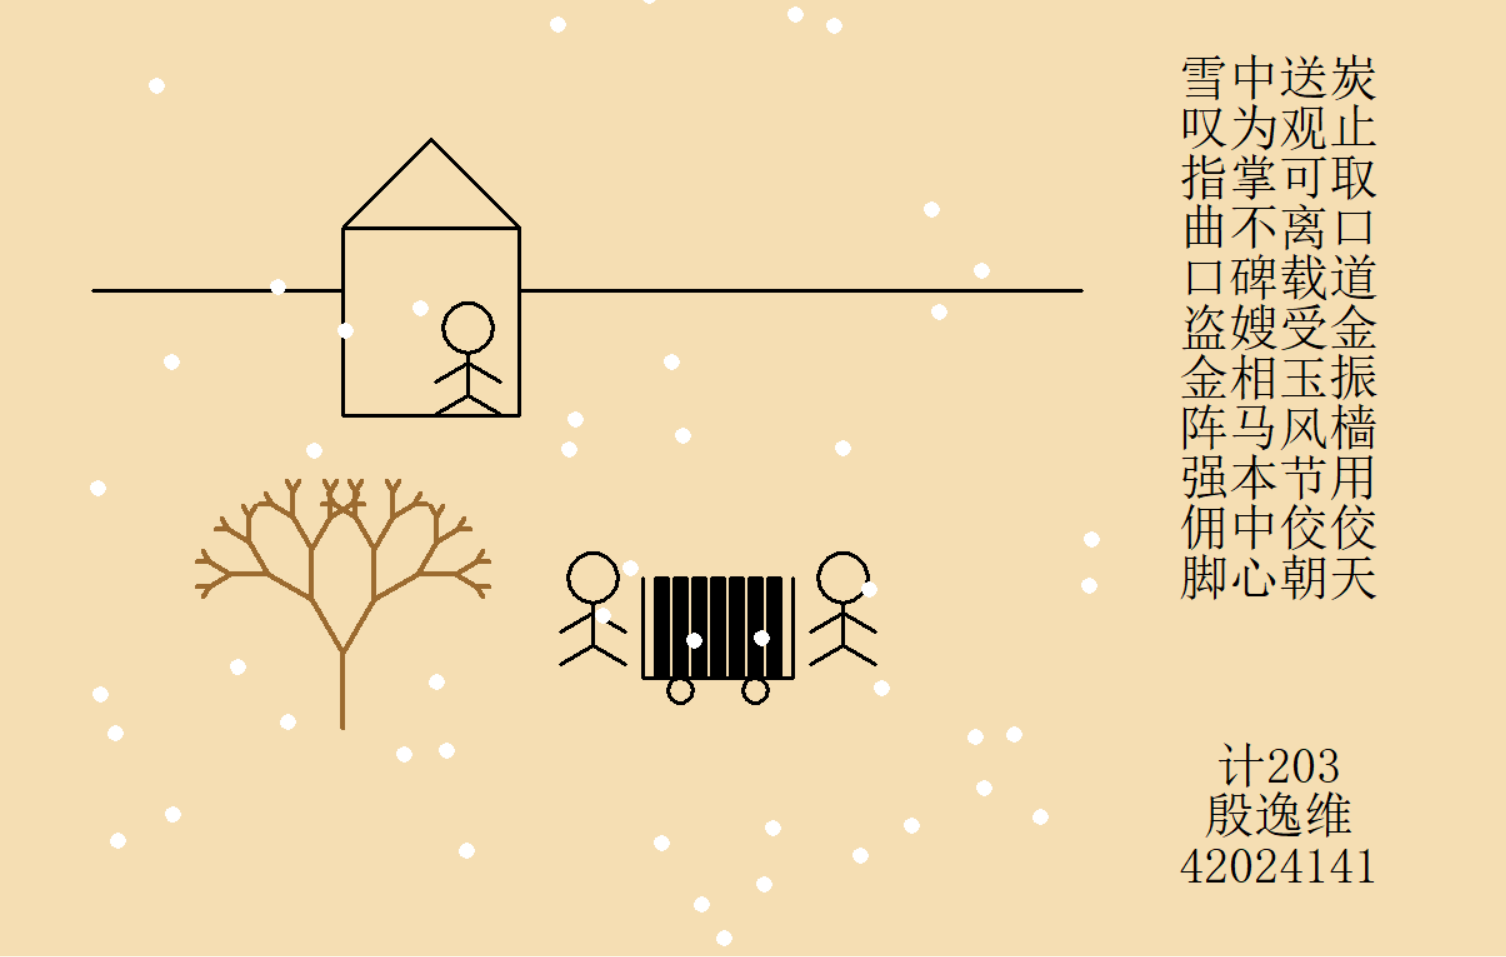 雪中送炭
叹为观止
指掌可取
曲不离口
口碑载道
盗嫂受金
金相玉振
阵马风樯
强本节用
佣中佼佼
脚心朝天
计203
殷逸维
42024141